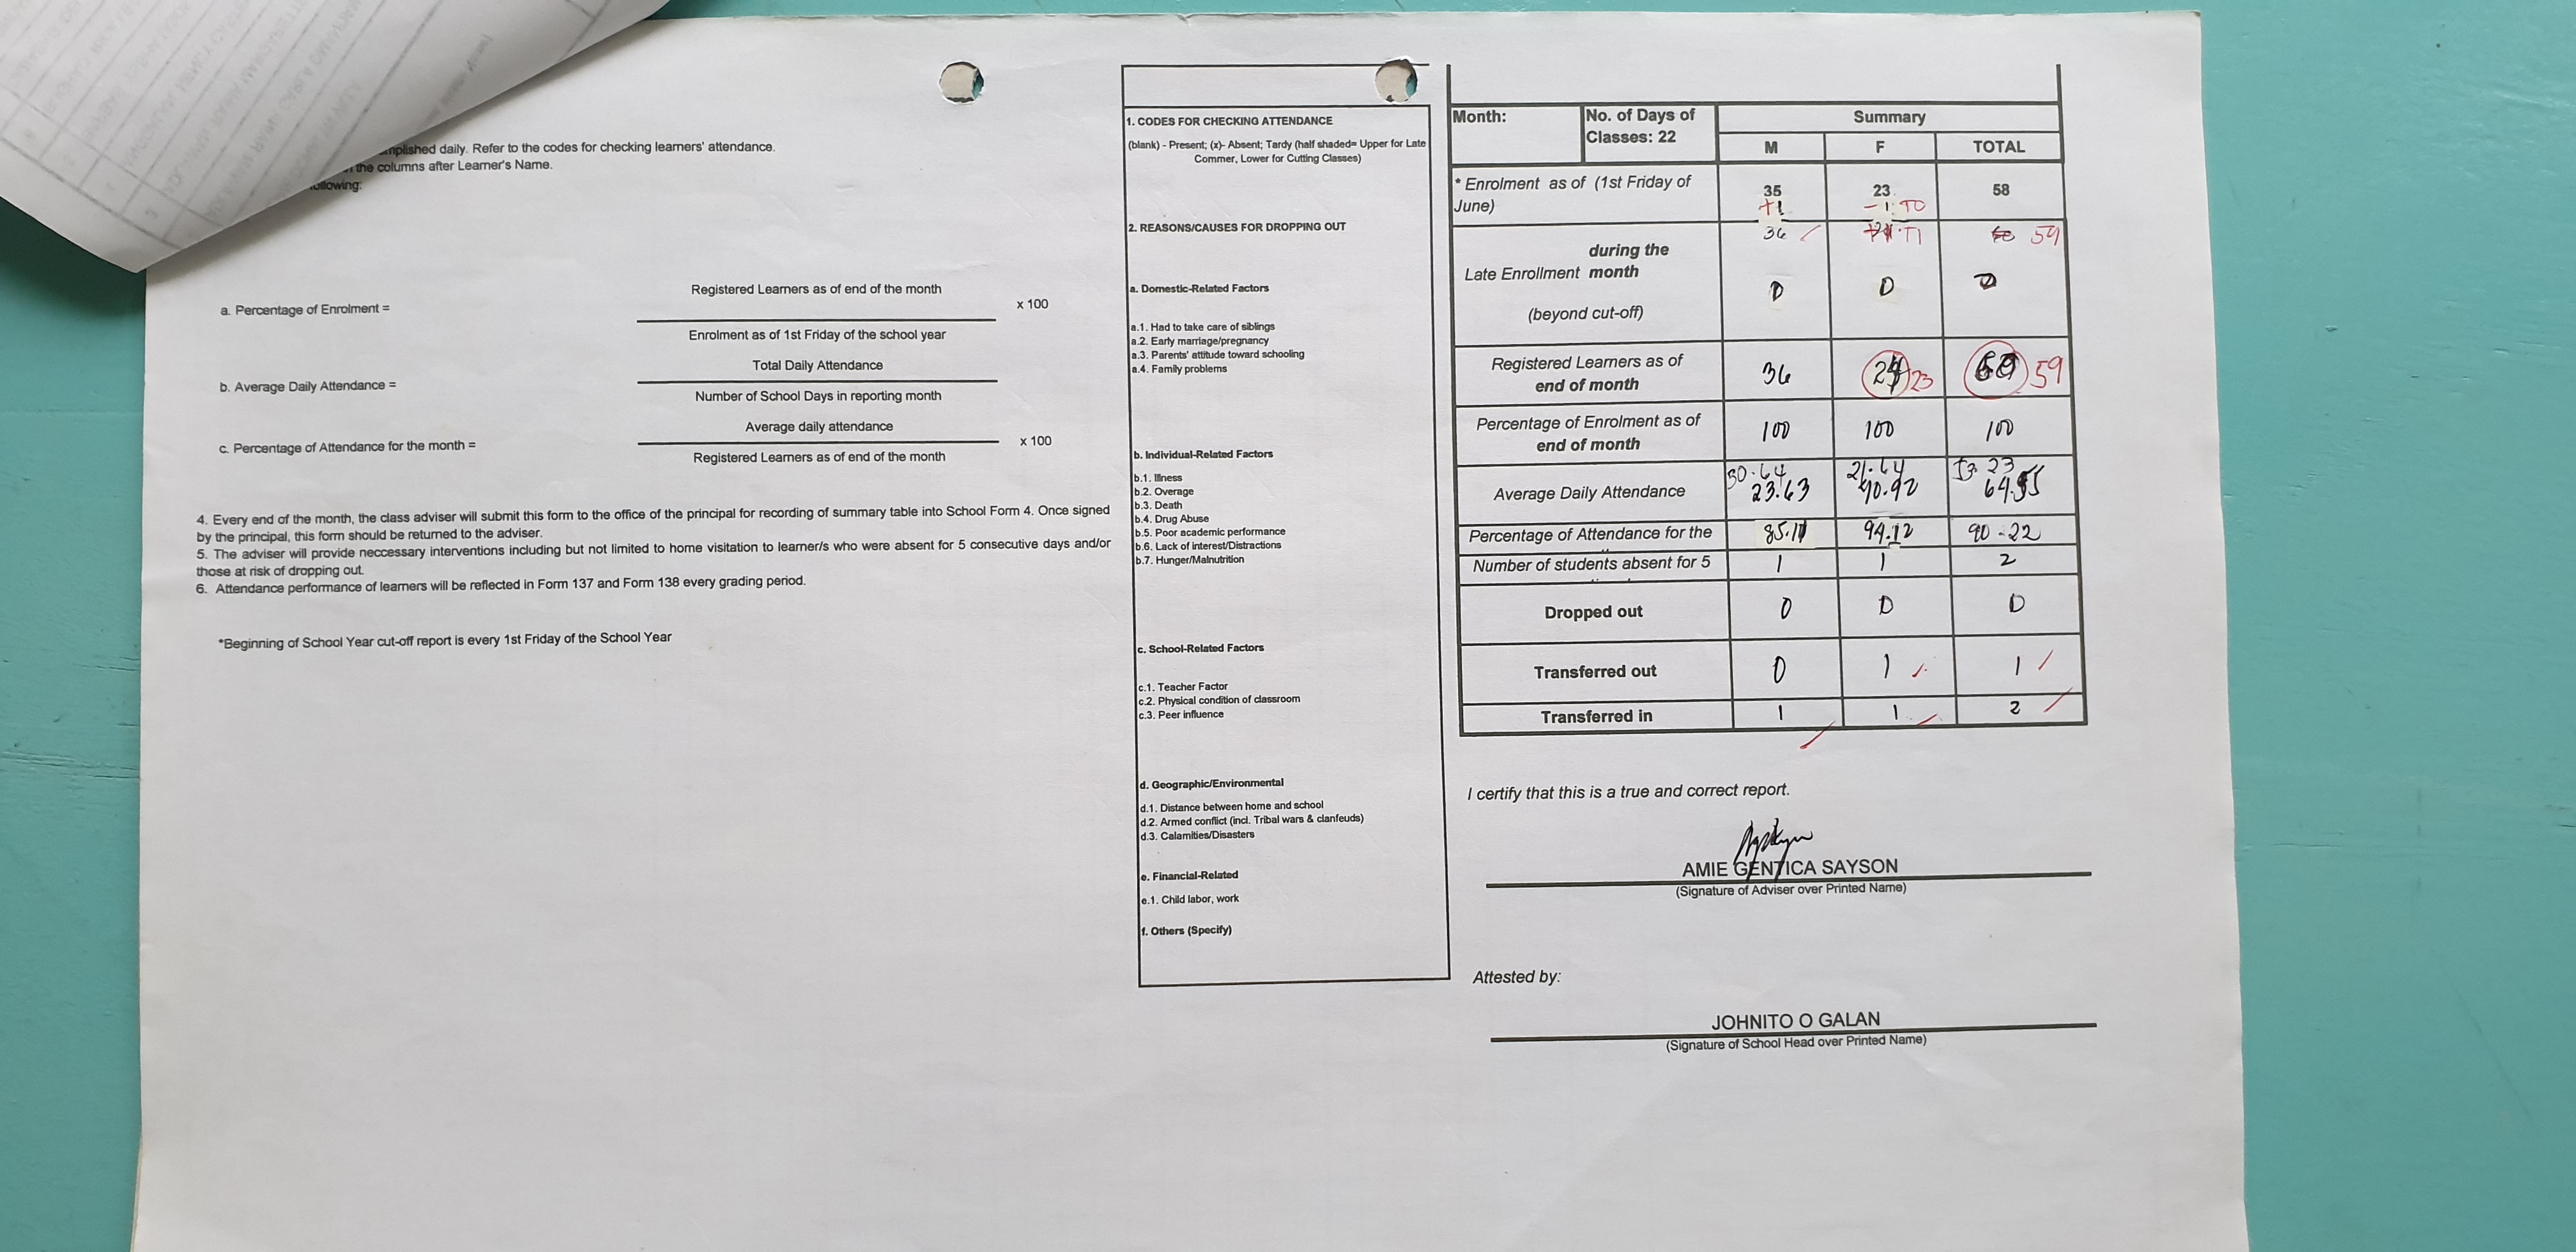 mplished daily. Refer to the codes for checking learners' attendance.
the columns after Learner's Name.
ollowing:
a. Percentage of Enrolment =
Registered Learners as of end of the month
x 100
Enrolment as of 1st Friday of the school year
b. Average Daily Attendance =
Total Daily Attendance
Number of School Days in reporting month
c. Percentage of Attendance for the month =
Average daily attendance
x 100
Registered Learners as of end of the month
4. Every end of the month, the class adviser will submit this form to the office of the principal for recording of summary table into School Form 4. Once signed
by the principal, this form should be returned to the adviser.
5. The adviser will provide neccessary interventions including but not limited to home visitation to learner/s who were absent for 5 consecutive days and/or
those at risk of dropping out.
6. Attendance performance of learners will be reflected in Form 137 and Form 138 every grading period.
*Beginning of School Year cut-off report is every 1st Friday of the School Year
1. CODES FOR CHECKING ATTENDANCE
(blank) - Present; (x)- Absent; Tardy (half shaded= Upper for Late
Commer, Lower for Cutting Classes)
2. REASONS/CAUSES FOR DROPPING OUT
a. Domestic-Related Factors
a.1. Had to take care of siblings
a.2. Early marriage/pregnancy
a.3. Parents' attitude toward schooling
a.4. Family problems
b. Individual-Related Factors
b.1. Illness
b.2. Overage
b.3. Death
b.4. Drug Abuse
b.5. Poor academic performance
b.6. Lack of interest/Distractions
b.7. Hunger/Malnutrition
c. School-Related Factors
c.1. Teacher Factor
c.2. Physical condition of classroom
c.3. Peer influence
d. Geographic/Environmental
d.1. Distance between home and school
d.2. Armed conflict (incl. Tribal wars & clanfeuds)
d.3. Calamities/Disasters
e. Financial-Related
e.1. Child labor, work
f. Others (Specify)
Month:
No. of Days of
Classes: 22
Summary
M F TOTAL
* Enrolment as of (1st Friday of
June)
35 23 58
+1 -1 TO
36 59
during the
Late Enrollment month
(beyond cut-off)
0 0 0
Registered Learners as of
end of month
36 23 59
Percentage of Enrolment as of
end of month
100 100 100
Average Daily Attendance
30.64 21.64 53.23
23.63 40.92
Percentage of Attendance for the
85.11 94.12 90.22
Number of students absent for 5
1 1 2
Dropped out 0 0 0
Transferred out 0 1 1
Transferred in 1 1 2
I certify that this is a true and correct report.
AMIE GENTICA SAYSON
(Signature of Adviser over Printed Name)
Attested by:
JOHNITO O GALAN
(Signature of School Head over Printed Name)